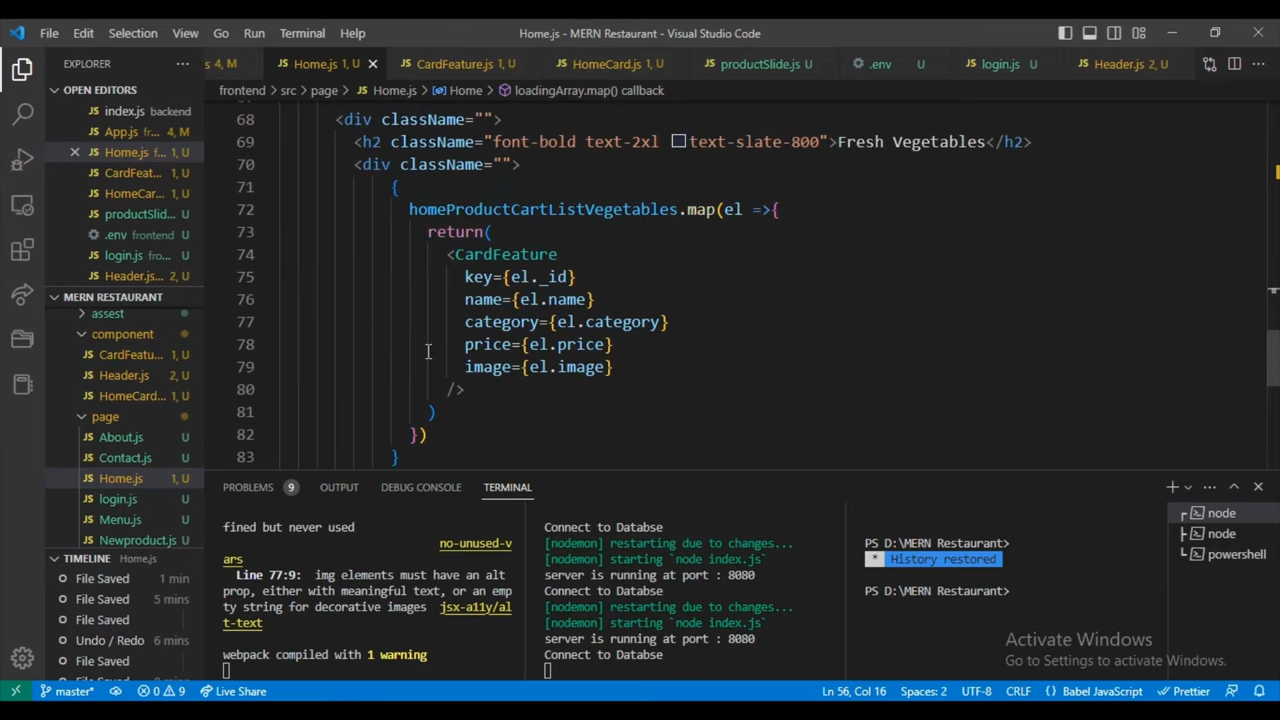 File Edit Selection View Go Run Terminal Help
Home.js - MERN Restaurant - Visual Studio Code
EXPLORER
s 4, M
Home.js 1, U
CardFeature.js 1, U
HomeCard.js 1, U
productSlide.js U
.env U
login.js U
Header.js 2, U
frontend > src > page > Home.js > Home > loadingArray.map() callback
OPEN EDITORS
index.js backend
App.js fr... 4, M
Home.js f... 1, U
CardFeat... 1, U
HomeCar... 1, U
productSlid... U
.env frontend U
login.js fr... U
Header.js... 2, U
MERN RESTAURANT
assest
component
CardFeatu... 1, U
Header.js 2, U
HomeCard... 1, U
page
About.js U
Contact.js U
Home.js 1, U
login.js U
Menu.js U
Newproduct.js U
TIMELINE Home.js
File Saved 1 min
File Saved 5 mins
File Saved
Undo / Redo 6 mins
File Saved
68 <div className="">
69 <h2 className="font-bold text-2xl text-slate-800">Fresh Vegetables</h2>
70 <div className="">
71 {
72 homeProductCartListVegetables.map(el =>{
73 return(
74 <CardFeature
75 key={el._id}
76 name={el.name}
77 category={el.category}
78 price={el.price}
79 image={el.image}
80 />
81 )
82 })
83 }
PROBLEMS 9 OUTPUT DEBUG CONSOLE TERMINAL
fined but never used
no-unused-v
ars
Line 77:9: img elements must have an alt
prop, either with meaningful text, or an emp
ty string for decorative images jsx-a11y/al
t-text
webpack compiled with 1 warning
Connect to Databse
[nodemon] restarting due to changes...
[nodemon] starting `node index.js`
server is running at port : 8080
Connect to Databse
[nodemon] restarting due to changes...
[nodemon] starting `node index.js`
server is running at port : 8080
Connect to Databse
PS D:\MERN Restaurant>
* History restored
PS D:\MERN Restaurant>
node
node
powershell
Activate Windows
Go to Settings to activate Windows.
master* 0 9 Live Share
Ln 56, Col 16 Spaces: 2 UTF-8 CRLF {} Babel JavaScript Prettier